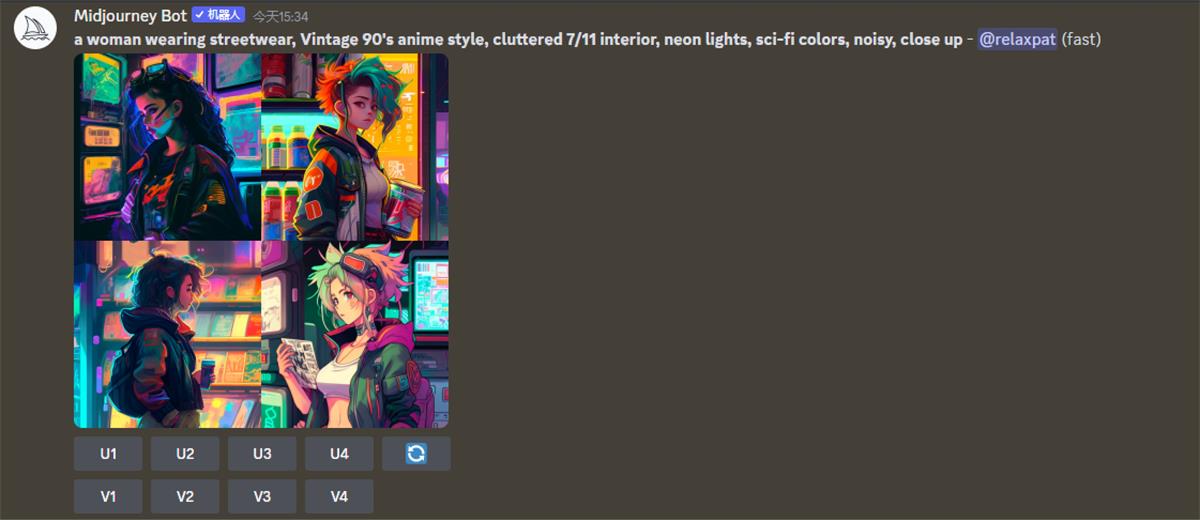 Midjourney Bot ✓ 机器人 今天15:34
a woman wearing streetwear, Vintage 90's anime style, cluttered 7/11 interior, neon lights, sci-fi colors, noisy, close up - @relaxpat (fast)
U1 U2 U3 U4
V1 V2 V3 V4